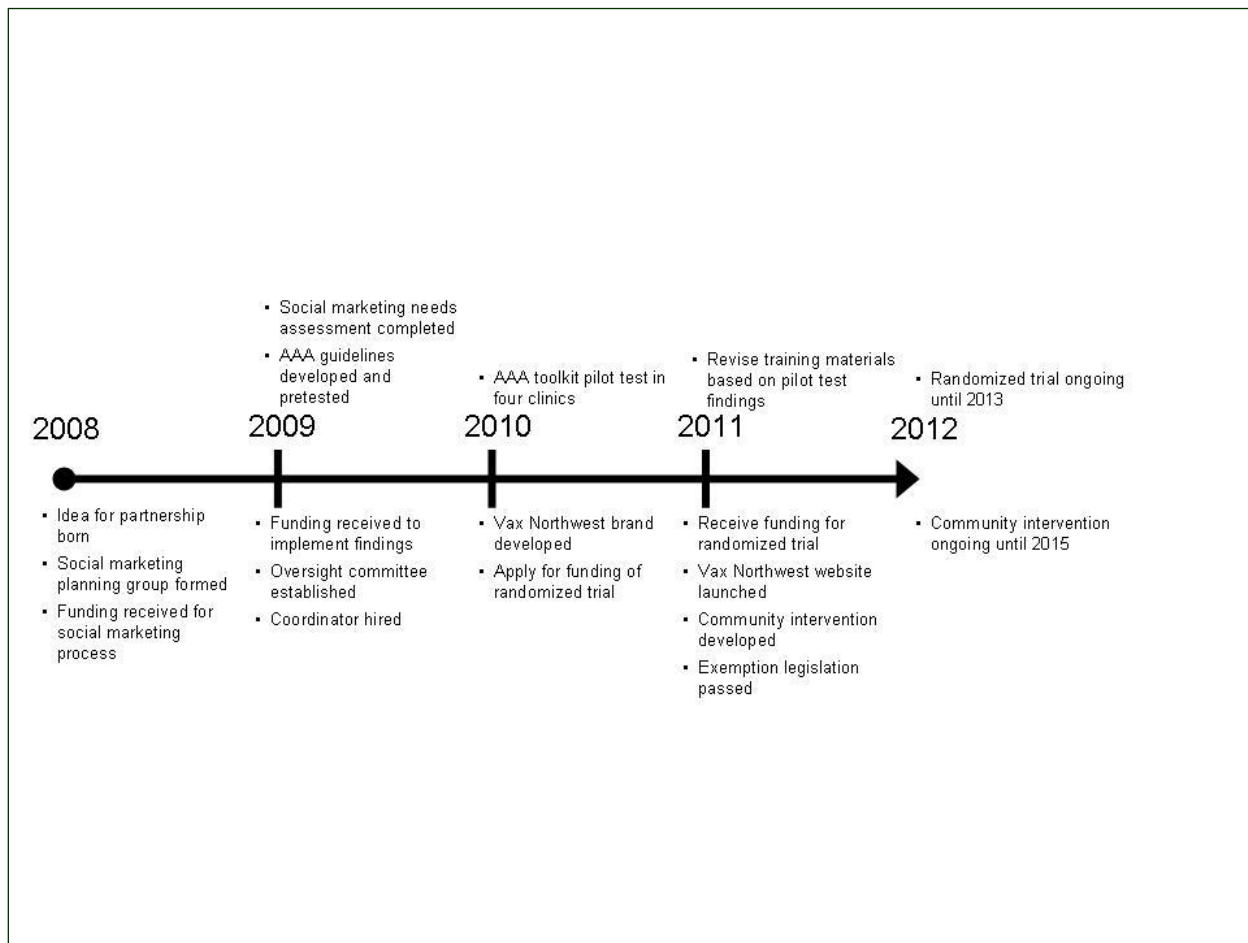 ▪ Social marketing needs
assessment completed
▪ AAA guidelines
developed and
pretested
▪ AAA toolkit pilot test in
four clinics
▪ Revise training materials
based on pilot test
findings
▪ Randomized trial ongoing
until 2013
2008
2009
2010
2011
2012
▪ Idea for partnership
born
▪ Social marketing
planning group formed
▪ Funding received for
social marketing
process
▪ Funding received to
implement findings
▪ Oversight committee
established
▪ Coordinator hired
▪ Vax Northwest brand
developed
▪ Apply for funding of
randomized trial
▪ Receive funding for
randomized trial
▪ Vax Northwest website
launched
▪ Community intervention
developed
▪ Exemption legislation
passed
▪ Community intervention
ongoing until 2015